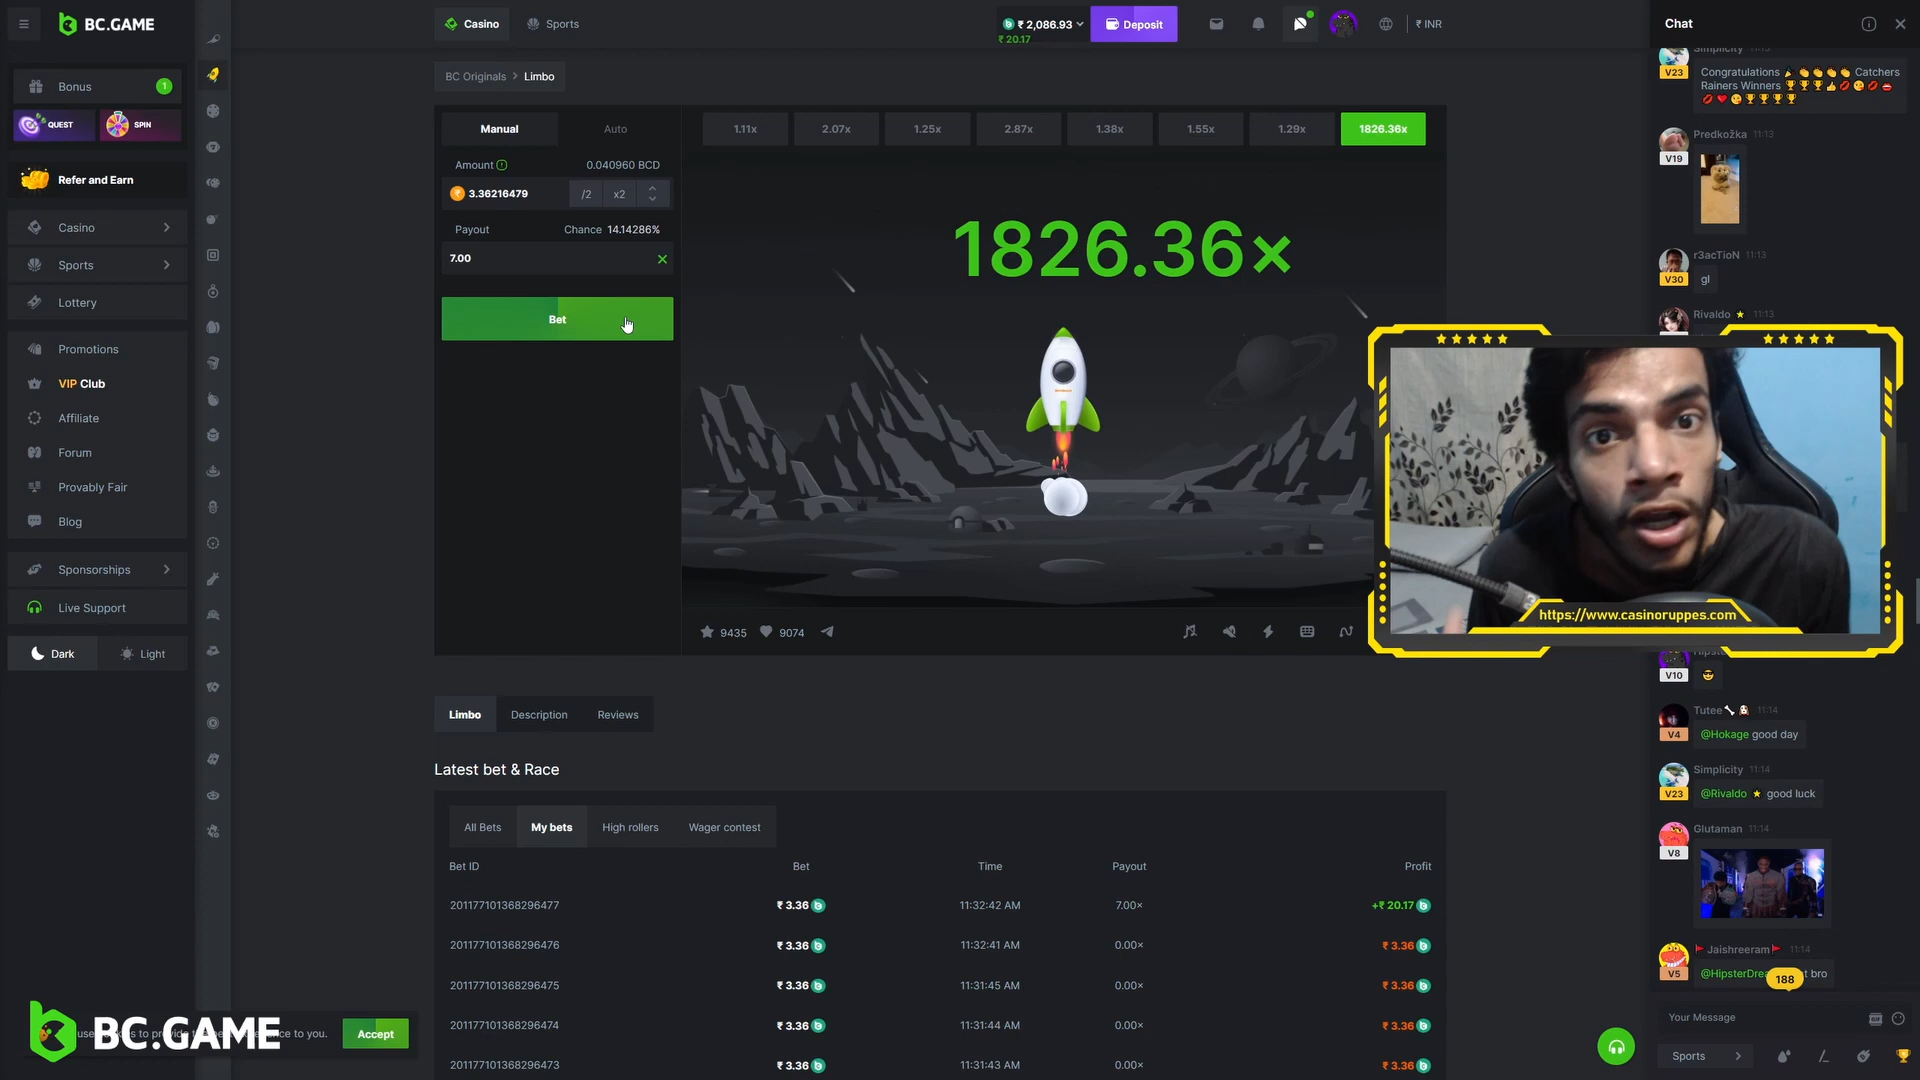 BC.GAME
Casino
Sports
₹ 2,086.93
₹ 20.17
Deposit
₹ INR
Chat
Bonus
1
QUEST
SPIN
Refer and Earn
Casino
Sports
Lottery
Promotions
VIP Club
Affiliate
Forum
Provably Fair
Blog
Sponsorships
Live Support
Dark
Light
BC Originals > Limbo
Manual
Auto
Amount
0.040960 BCD
3.36216479
/2
x2
Payout
Chance 14.14286%
7.00
Bet
1.11x
2.07x
1.25x
2.87x
1.38x
1.55x
1.29x
1826.36x
1826.36×
9435
9074
Limbo
Description
Reviews
Latest bet & Race
All Bets
My bets
High rollers
Wager contest
Bet ID Bet Time Payout Profit
201177101368296477 ₹ 3.36 11:32:42 AM 7.00× +₹ 20.17
201177101368296476 ₹ 3.36 11:32:41 AM 0.00× ₹ 3.36
201177101368296475 ₹ 3.36 11:31:45 AM 0.00× ₹ 3.36
201177101368296474 ₹ 3.36 11:31:44 AM 0.00× ₹ 3.36
201177101368296473 ₹ 3.36 11:31:43 AM 0.00× ₹ 3.36
to you.
Accept
BC.GAME
Simplicity
V23
Congratulations Catchers
Rainers Winners
Predkožka 11:13
V19
r3acTioN 11:13
V30
gl
Rivaldo 11:13
https://www.casinoruppes.com
V10
Tutee 11:14
V4
@Hokage good day
Simplicity 11:14
V23
@Rivaldo good luck
Glutaman 11:14
V8
Jaishreeram 11:14
V5
bro
188
Your Message
Sports